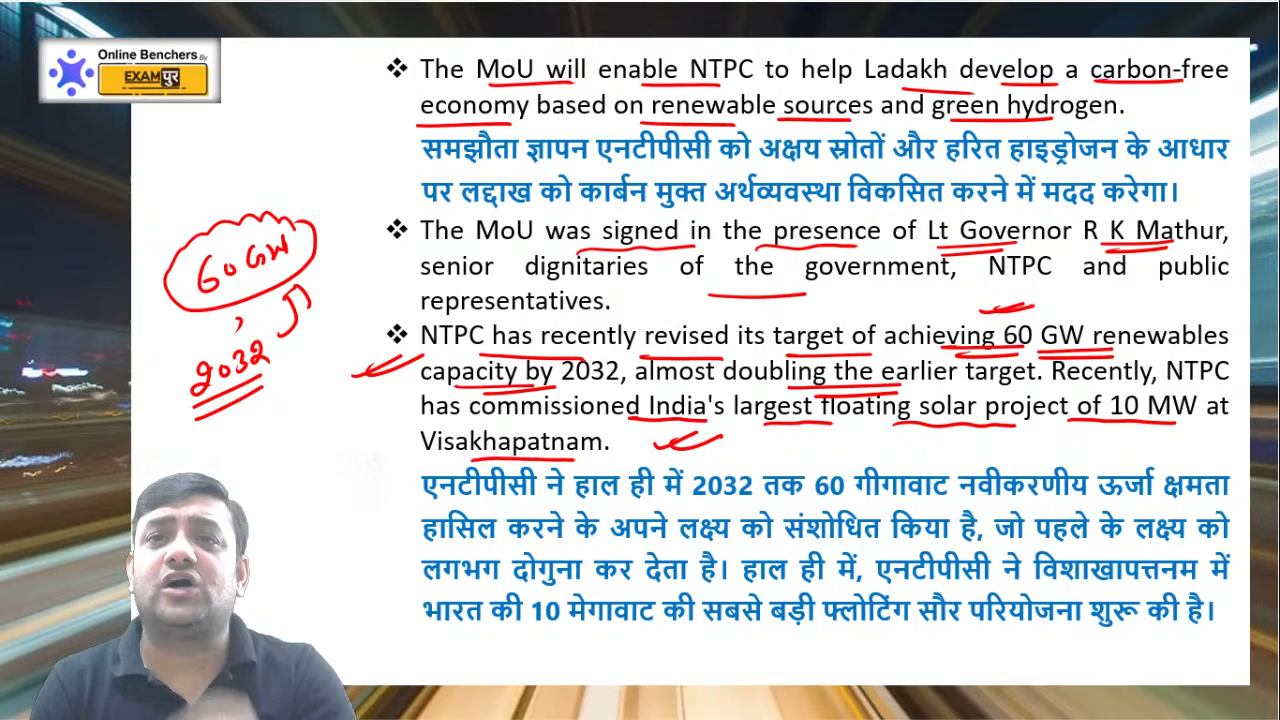 Online Benchers By
EXAMपुर
❖ The MoU will enable NTPC to help Ladakh develop a carbon-free
economy based on renewable sources and green hydrogen.
समझौता ज्ञापन एनटीपीसी को अक्षय स्रोतों और हरित हाइड्रोजन के आधार
पर लद्दाख को कार्बन मुक्त अर्थव्यवस्था विकसित करने में मदद करेगा।
❖ The MoU was signed in the presence of Lt Governor R K Mathur,
senior dignitaries of the government, NTPC and public
representatives.
❖ NTPC has recently revised its target of achieving 60 GW renewables
capacity by 2032, almost doubling the earlier target. Recently, NTPC
has commissioned India's largest floating solar project of 10 MW at
Visakhapatnam.
एनटीपीसी ने हाल ही में 2032 तक 60 गीगावाट नवीकरणीय ऊर्जा क्षमता
हासिल करने के अपने लक्ष्य को संशोधित किया है, जो पहले के लक्ष्य को
लगभग दोगुना कर देता है। हाल ही में, एनटीपीसी ने विशाखापत्तनम में
भारत की 10 मेगावाट की सबसे बड़ी फ्लोटिंग सौर परियोजना शुरू की है।
60 GW
2032